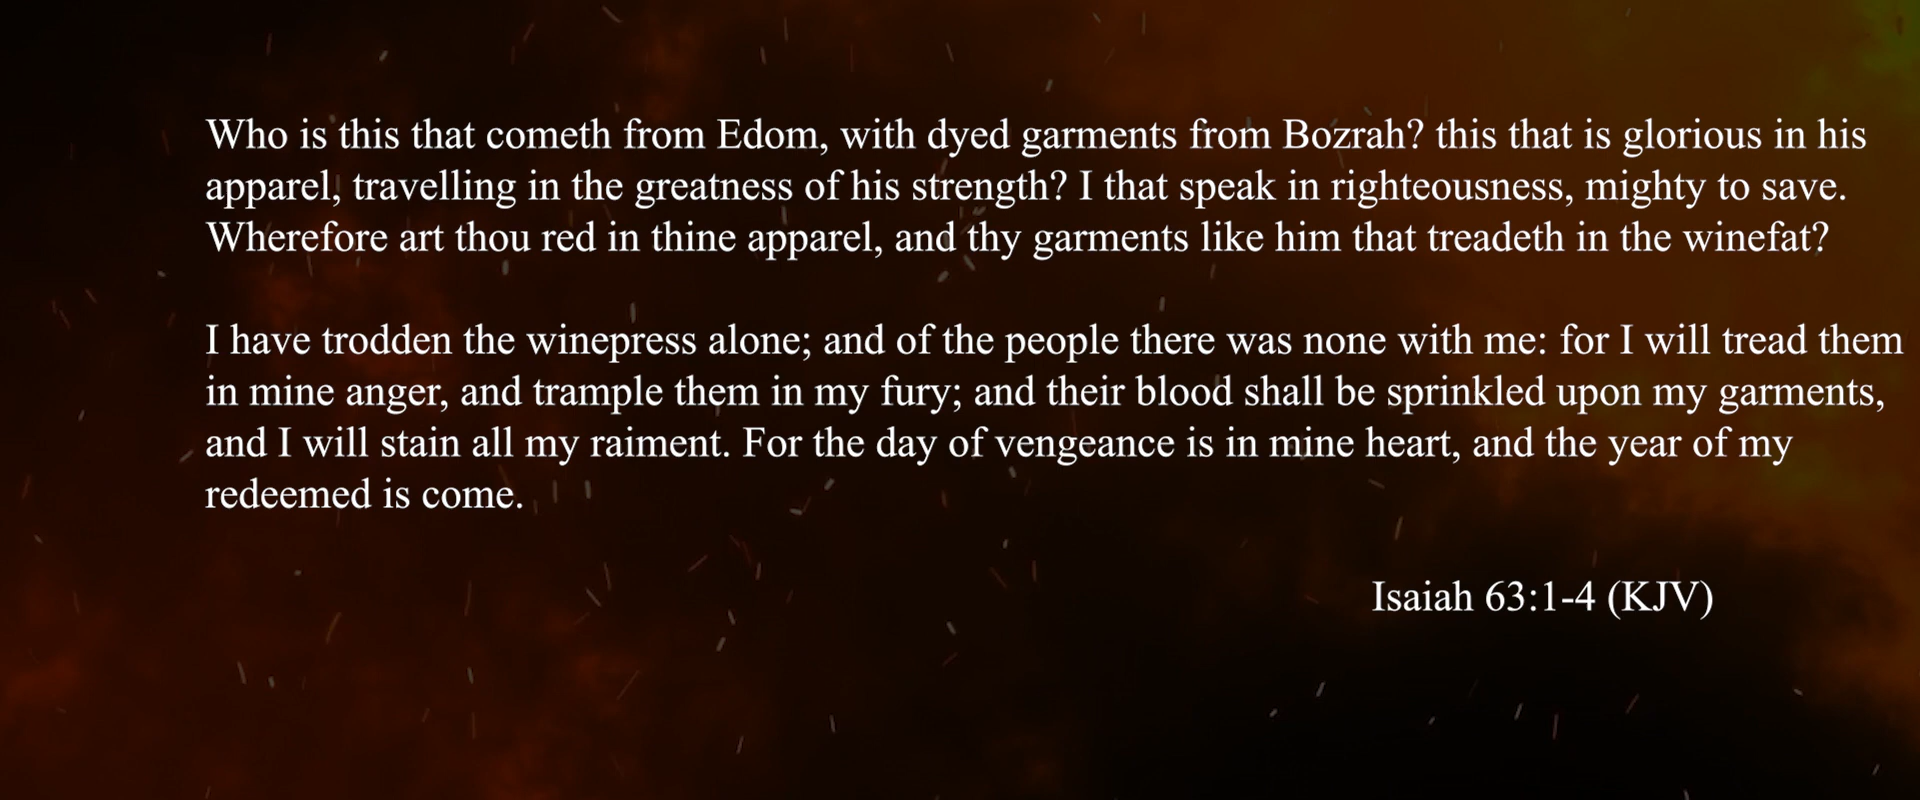 Who is this that cometh from Edom, with dyed garments from Bozrah? this that is glorious in his
apparel, travelling in the greatness of his strength? I that speak in righteousness, mighty to save.
Wherefore art thou red in thine apparel, and thy garments like him that treadeth in the winefat?
I have trodden the winepress alone; and of the people there was none with me: for I will tread them
in mine anger, and trample them in my fury; and their blood shall be sprinkled upon my garments,
and I will stain all my raiment. For the day of vengeance is in mine heart, and the year of my
redeemed is come.
Isaiah 63:1-4 (KJV)